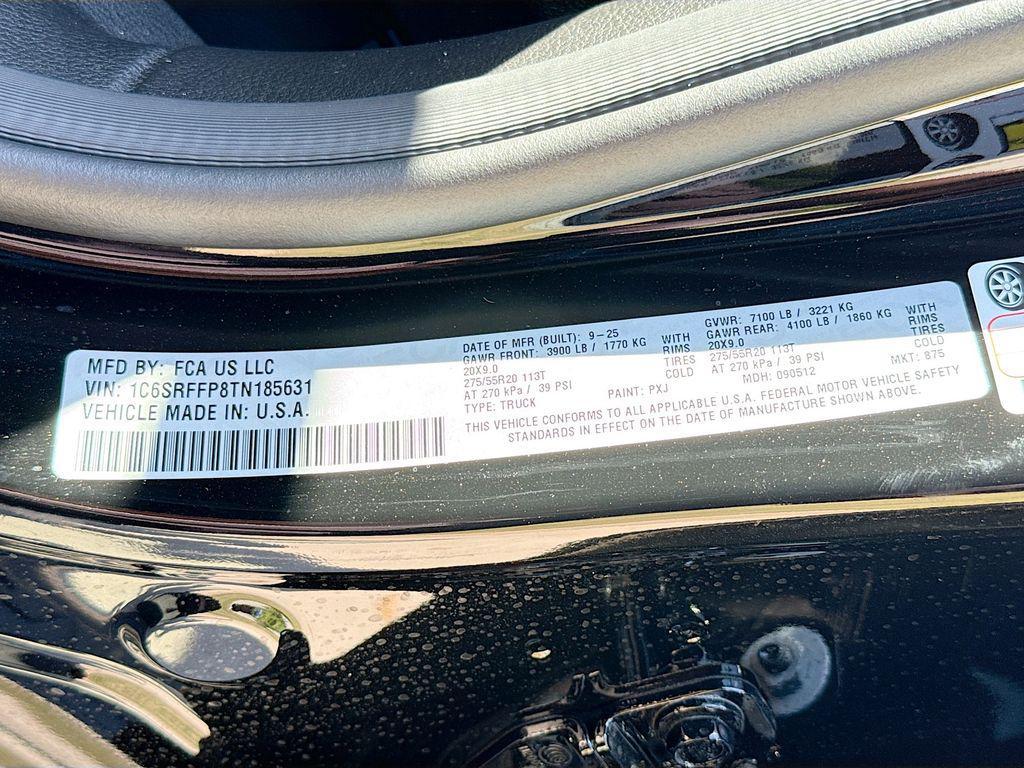 MFD BY: FCA US LLC
VIN: 1C6SRFFP8TN185631
VEHICLE MADE IN: U.S.A.
DATE OF MFR (BUILT): 9-25
GAWR FRONT: 3900 LB / 1770 KG WITH
20X9.0 RIMS
275/55R20 113T TIRES
AT 270 kPa / 39 PSI COLD
TYPE: TRUCK PAINT: PXJ
GVWR: 7100 LB / 3221 KG
GAWR REAR: 4100 LB / 1860 KG WITH
20X9.0 RIMS
275/55R20 113T TIRES
AT 270 kPa / 39 PSI COLD
MDH: 090512 MKT: 875
THIS VEHICLE CONFORMS TO ALL APPLICABLE U.S.A. FEDERAL MOTOR VEHICLE SAFETY
STANDARDS IN EFFECT ON THE DATE OF MANUFACTURE SHOWN ABOVE.